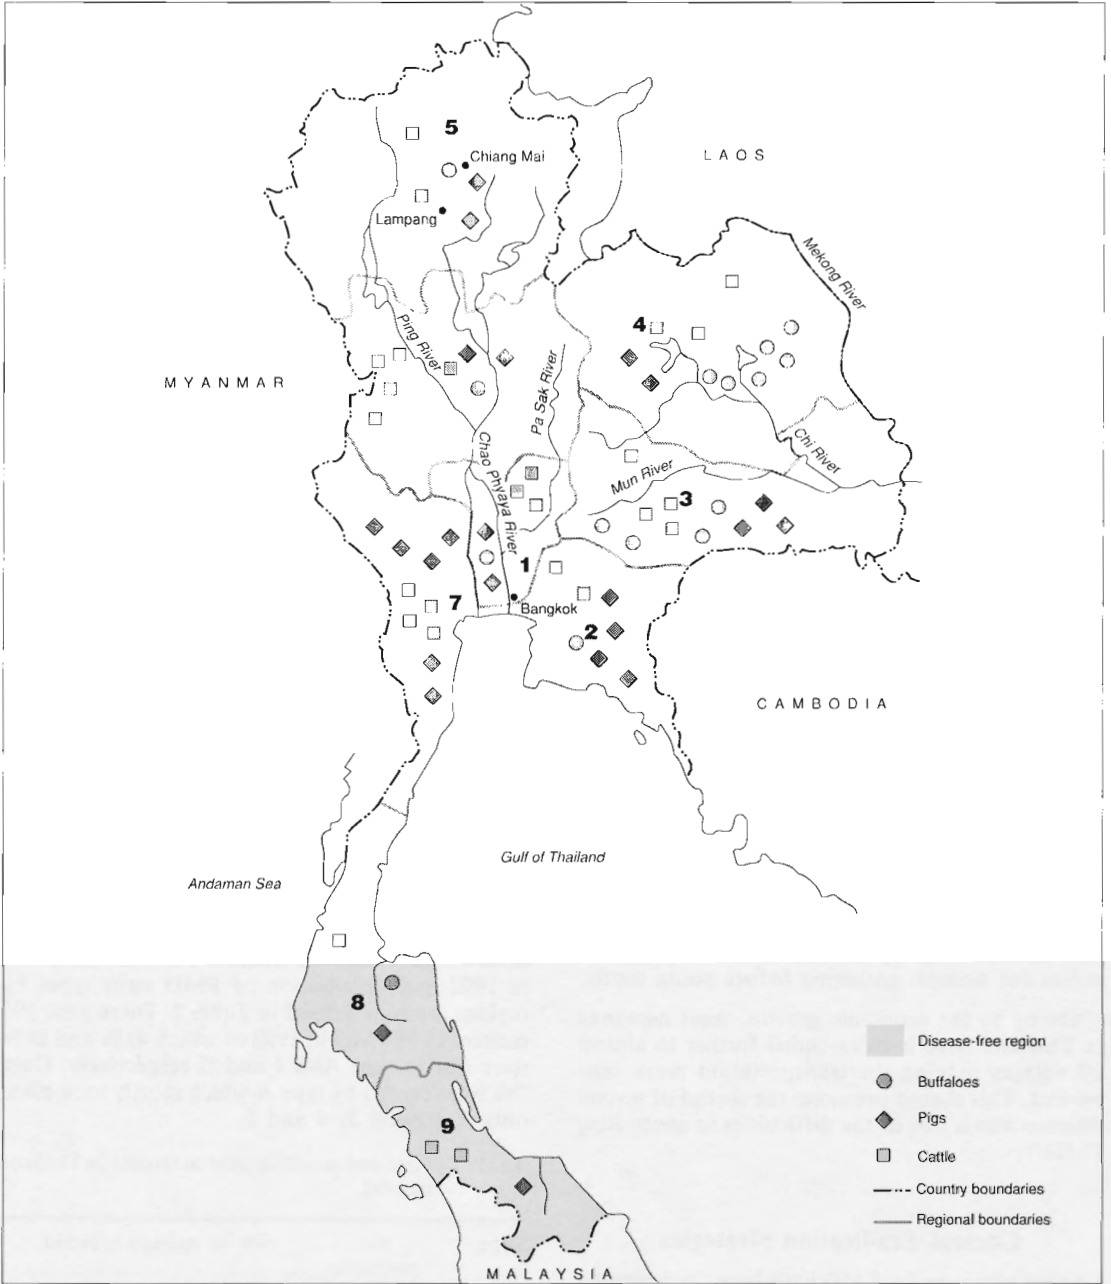 5
Chiang Mai
LAOS
Lampang
Mekong River
4
Ping River
MYANMAR
Pa Sak River
Chao Phyaya River
Chi River
Mun River
3
1
7
Bangkok
2
CAMBODIA
Gulf of Thailand
Andaman Sea
8
9
MALAYSIA
Disease-free region
Buffaloes
Pigs
Cattle
Country boundaries
Regional boundaries